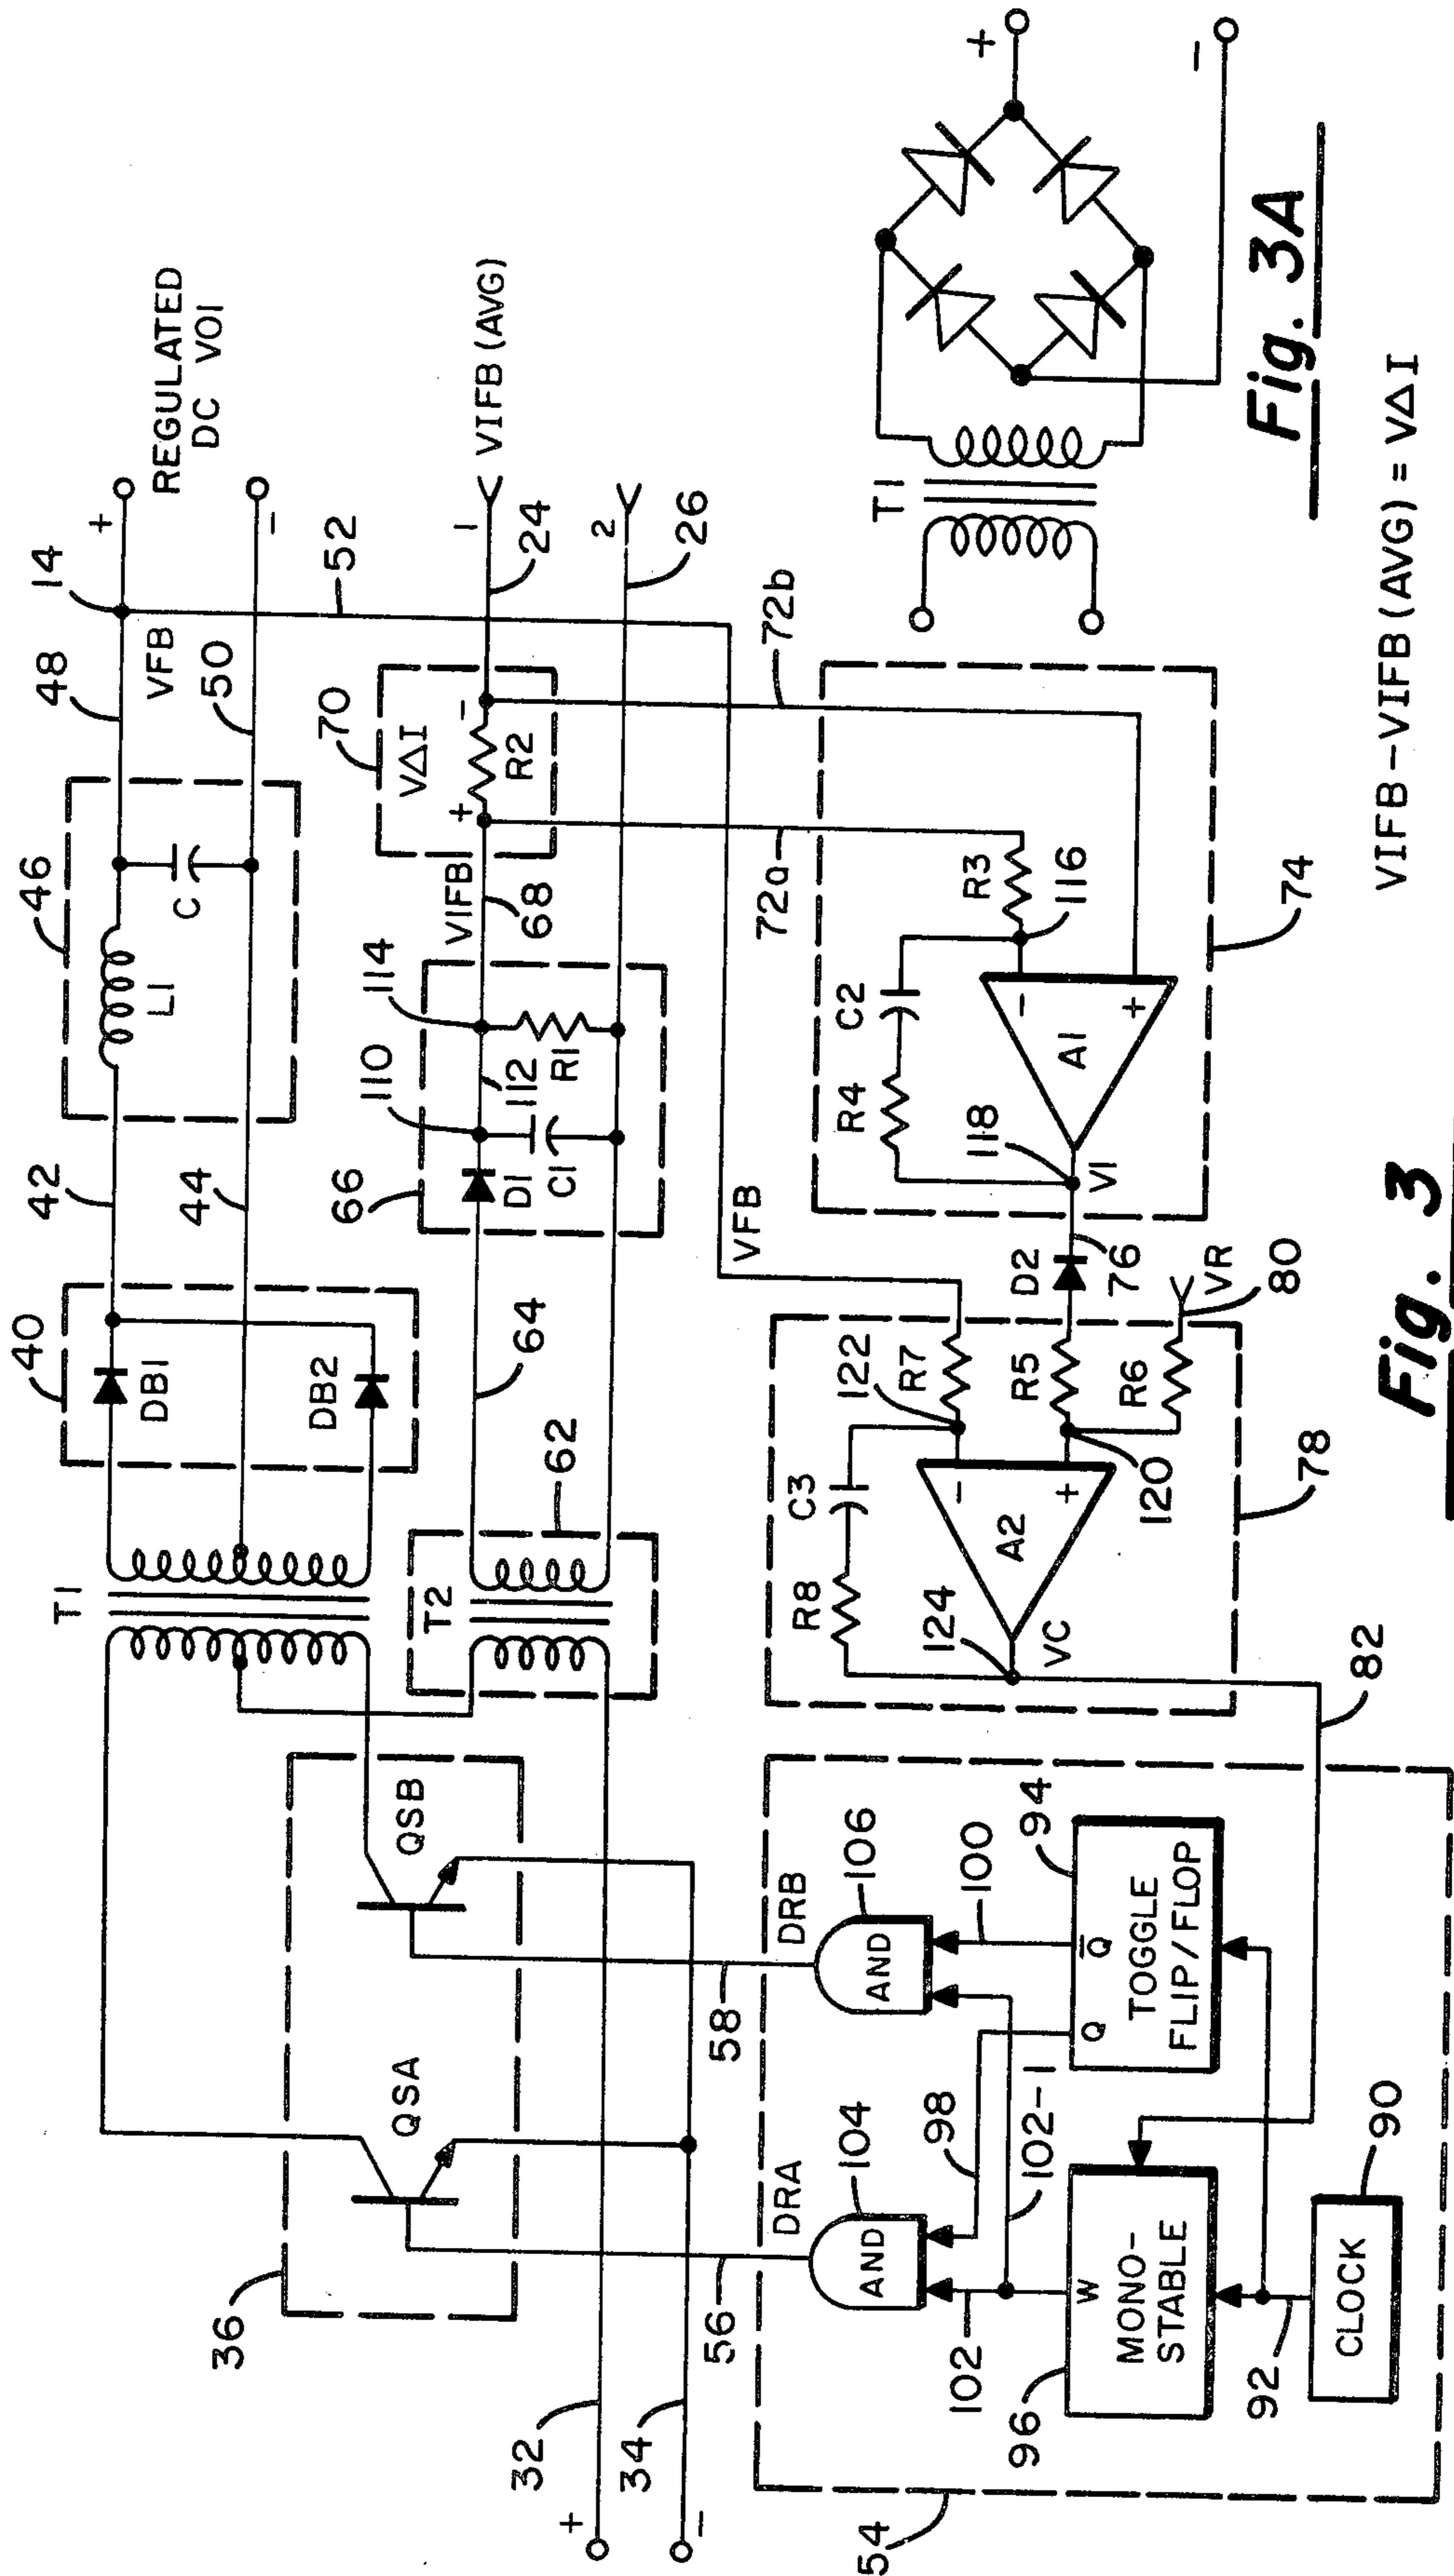 T1
40
42
46
48
14
+
REGULATED
DC VO1
DB1
L1
VFB
C
44
50
-
DB2
52
36
QSA
QSB
T2
62
64
66
110
114
VIFB
68
70
VΔI
+
-
R2
1
24
VIFB (AVG)
D1
C1
112
R1
2
26
32
+
34
-
56
58
VFB
72a
72b
54
DRA
DRB
104
AND
106
AND
102
98
100
102-1
94
96
W
MONO-
STABLE
Q
Q̅
TOGGLE
FLIP/FLOP
92
CLOCK
90
82
R8
C3
122
R7
124
A2
-
+
VC
R5
120
R6
78
D2
76
VR
80
R4
C2
R3
118
116
V1
A1
-
+
74
VIFB-VIFB (AVG) = VΔI
Fig. 3
T1
+
-
Fig. 3A